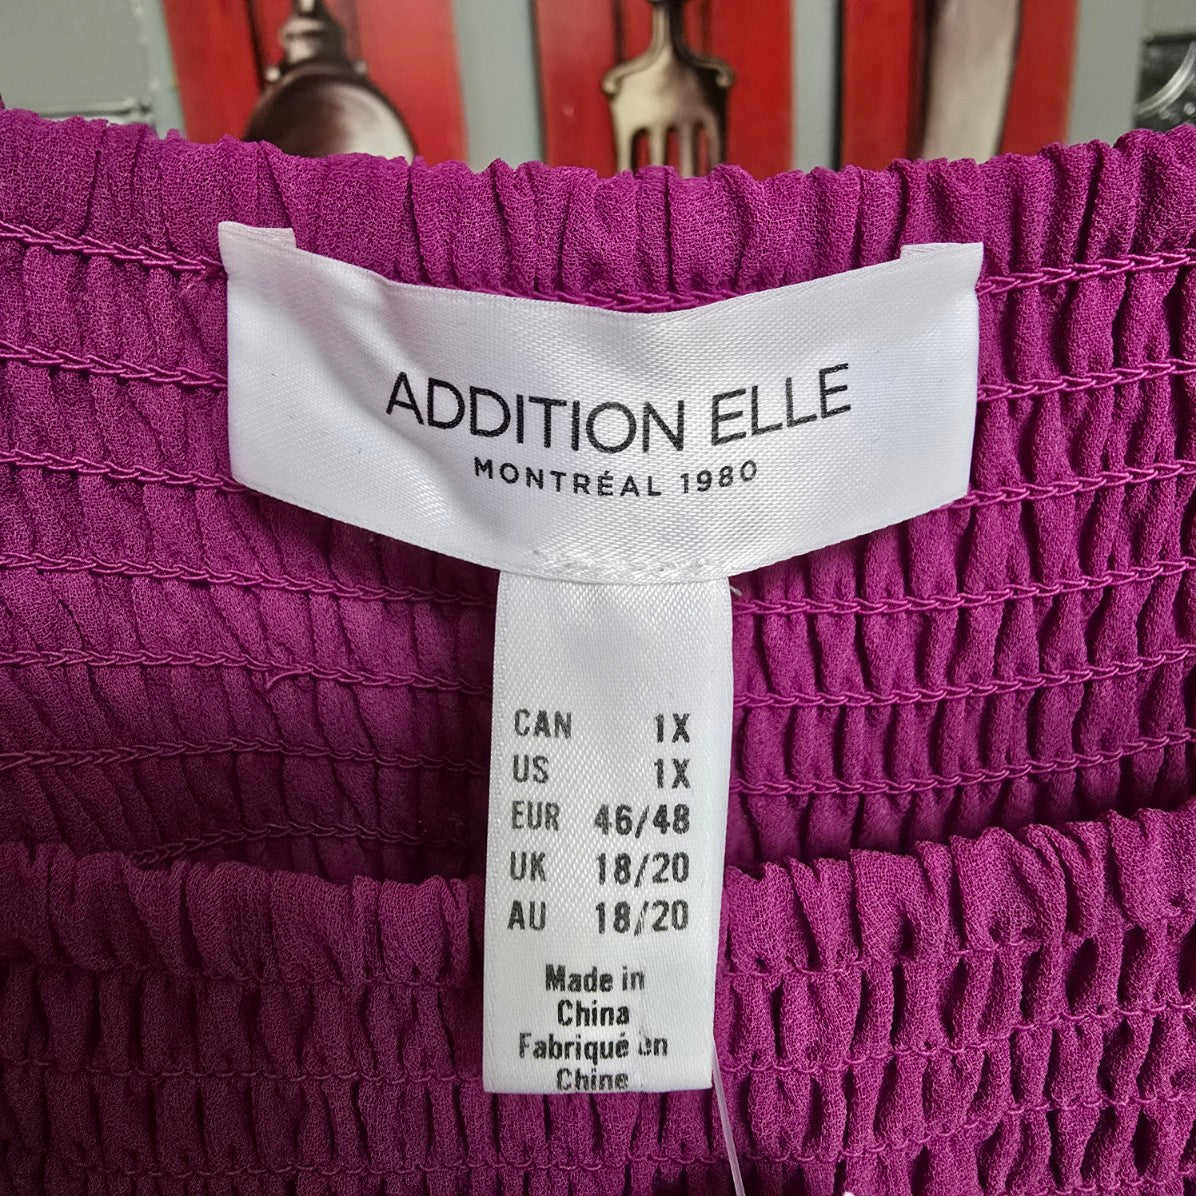 ADDITION ELLE
MONTRÉAL 1980
CAN 1X
US 1X
EUR 46/48
UK 18/20
AU 18/20
Made in
China
Fabriqué en
Chine